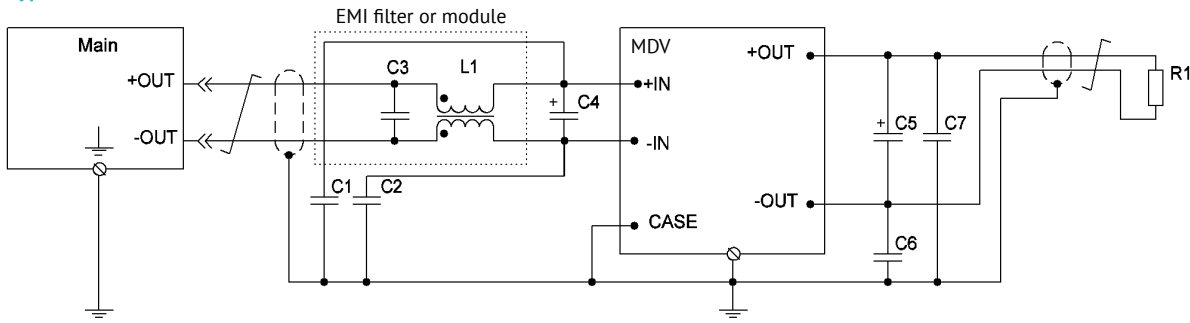 EMI filter or module
Main
MDV
+OUT
+OUT
C3
L1
+IN
+ C4
R1
-OUT
-IN
+ C5
C7
C1
C2
-OUT
CASE
C6